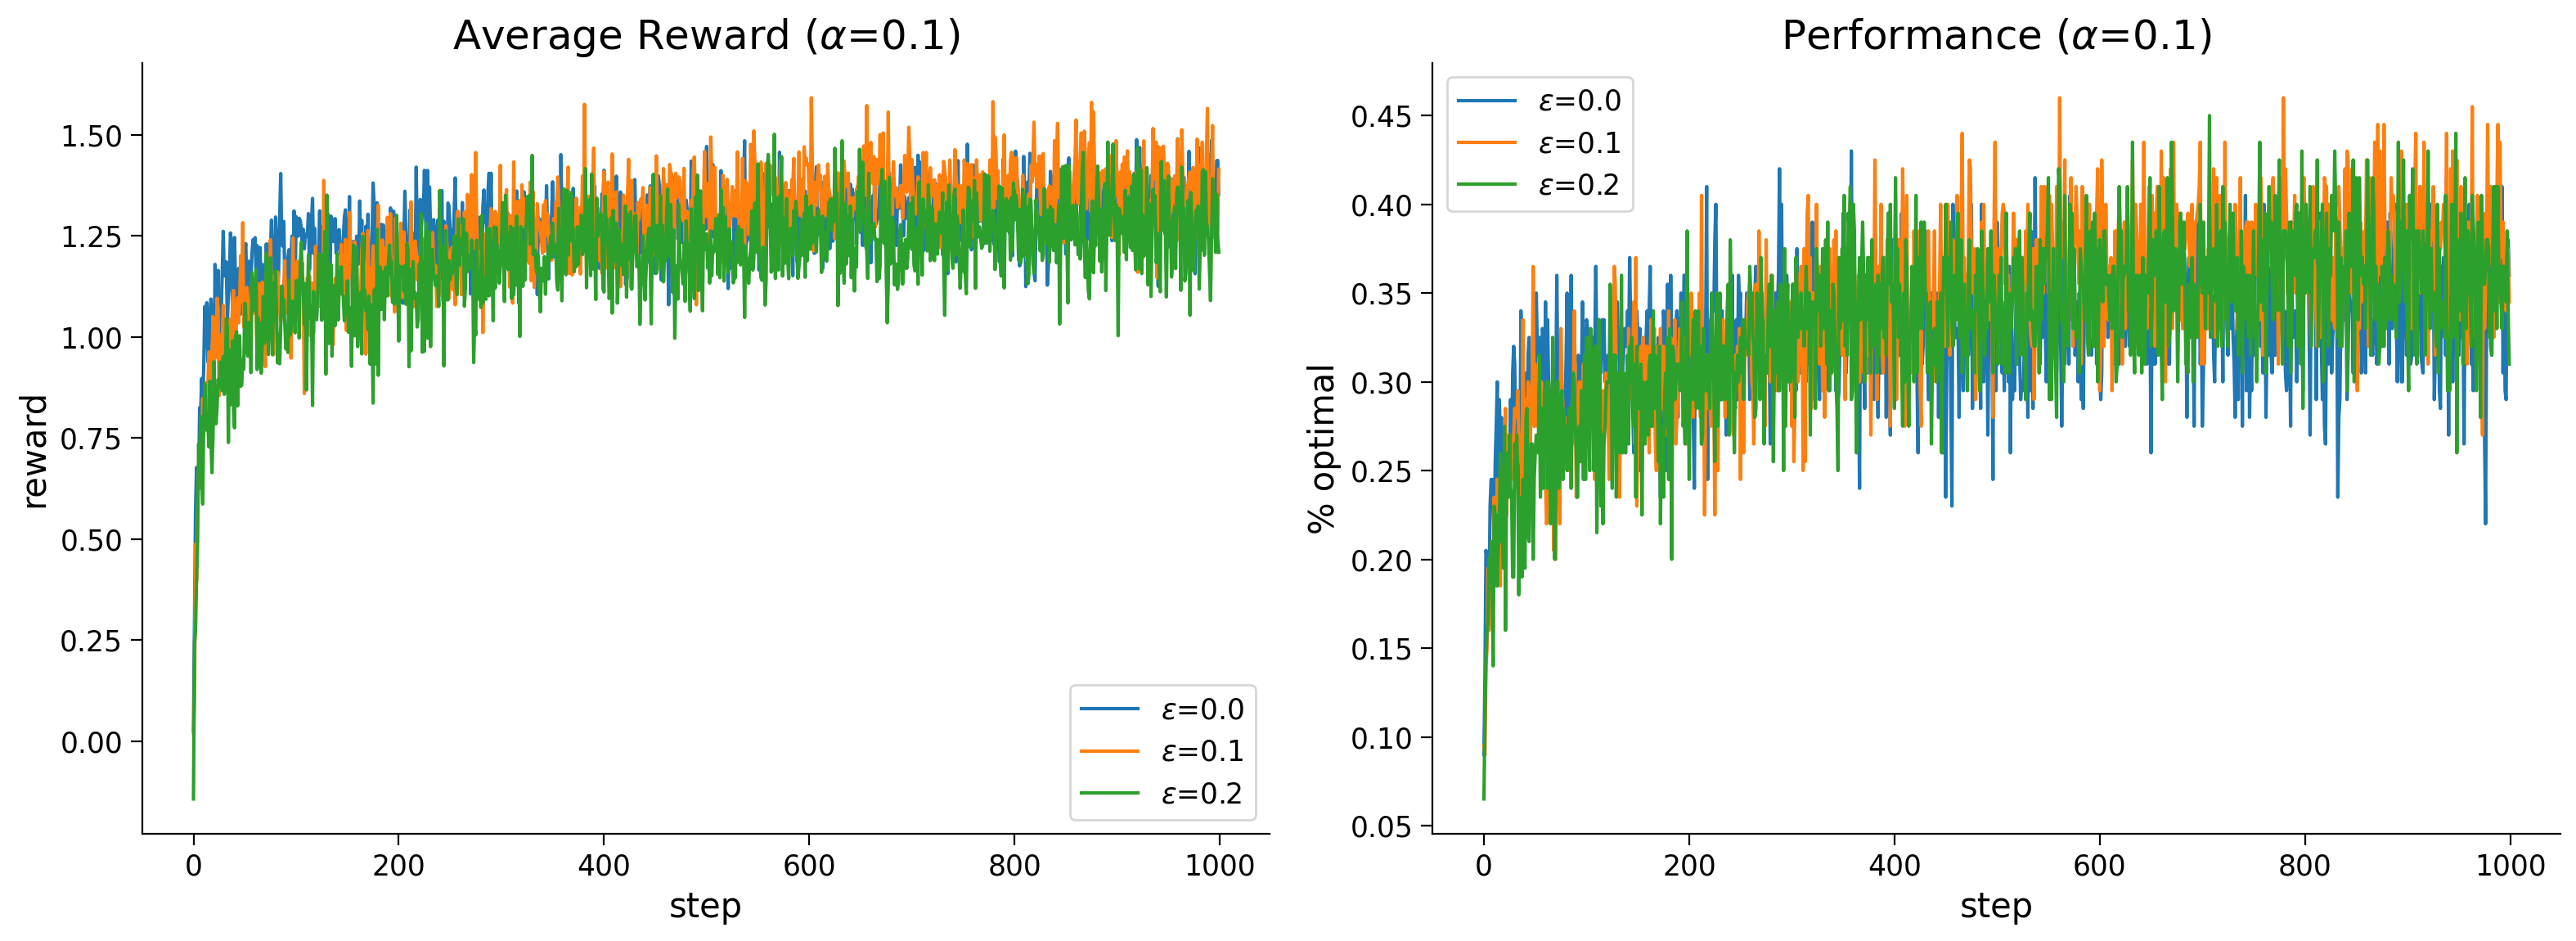 Average Reward (α=0.1)
reward
1.50
1.25
1.00
0.75
0.50
0.25
0.00
ε=0.0
ε=0.1
ε=0.2
0 200 400 600 800 1000
step
Performance (α=0.1)
% optimal
0.45
0.40
0.35
0.30
0.25
0.20
0.15
0.10
0.05
ε=0.0
ε=0.1
ε=0.2
0 200 400 600 800 1000
step